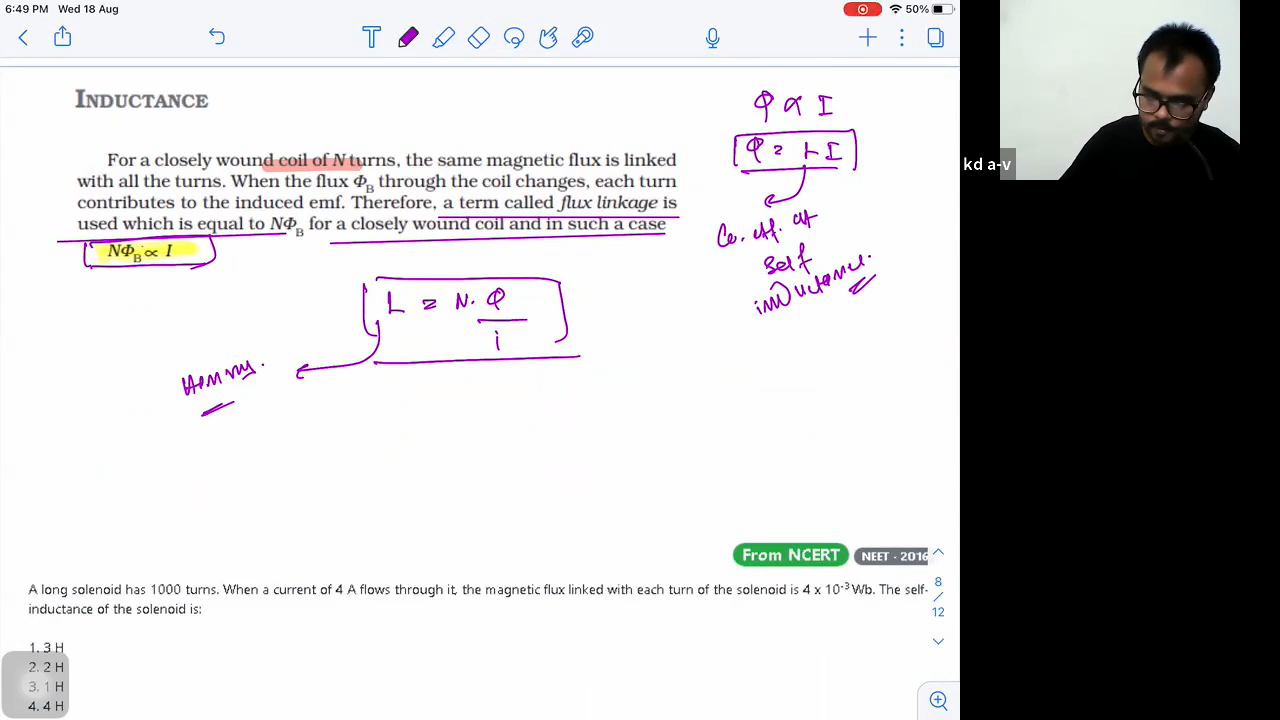 6:49 PM Wed 18 Aug
50%
T
INDUCTANCE
For a closely wound coil of N turns, the same magnetic flux is linked
with all the turns. When the flux ΦB through the coil changes, each turn
contributes to the induced emf. Therefore, a term called flux linkage is
used which is equal to NΦB for a closely wound coil and in such a case
NΦB ∝ I
φ ∝ I
φ = L I
Co. eff. of
self
inductance.
L = N. φ
i
Henry.
kd a-v
From NCERT
NEET - 2016
A long solenoid has 1000 turns. When a current of 4 A flows through it, the magnetic flux linked with each turn of the solenoid is 4 x 10⁻³ Wb. The self-
inductance of the solenoid is:
1. 3 H
2. 2 H
3. 1 H
4. 4 H
8
/
12